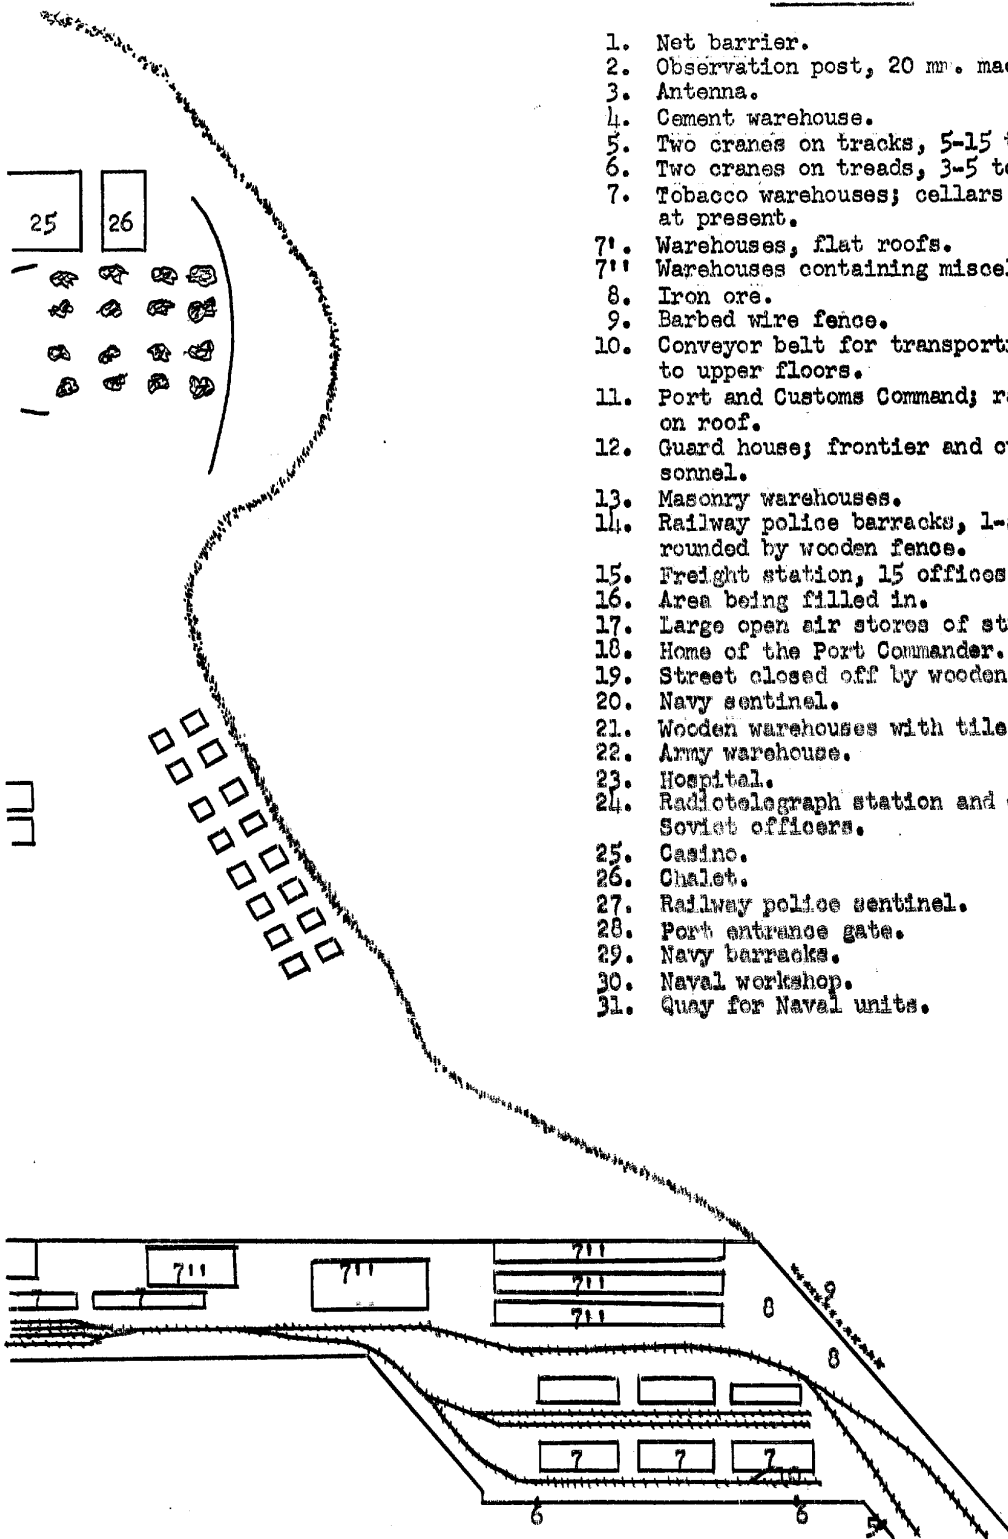 1. Net barrier.
2. Observation post, 20 mm. mac
3. Antenna.
4. Cement warehouse.
5. Two cranes on tracks, 5-15 t
6. Two cranes on treads, 3-5 to
7. Tobacco warehouses; cellars
at present.
7'. Warehouses, flat roofs.
7'' Warehouses containing miscel
8. Iron ore.
9. Barbed wire fence.
10. Conveyor belt for transport
to upper floors.
11. Port and Customs Command; ra
on roof.
12. Guard house; frontier and c
sonnel.
13. Masonry warehouses.
14. Railway police barracks, 1-
rounded by wooden fence.
15. Freight station, 15 offices
16. Area being filled in.
17. Large open air stores of st
18. Home of the Port Commander.
19. Street closed off by wooden
20. Navy sentinel.
21. Wooden warehouses with tile
22. Army warehouse.
23. Hospital.
24. Radiotelegraph station and
Soviet officers.
25. Casino.
26. Chalet.
27. Railway police sentinel.
28. Port entrance gate.
29. Navy barracks.
30. Naval workshop.
31. Quay for Naval units.
25 26
7'' 7'' 7''
7''
7''
7 7
8 9
8
7 7 7
10
6 6 5